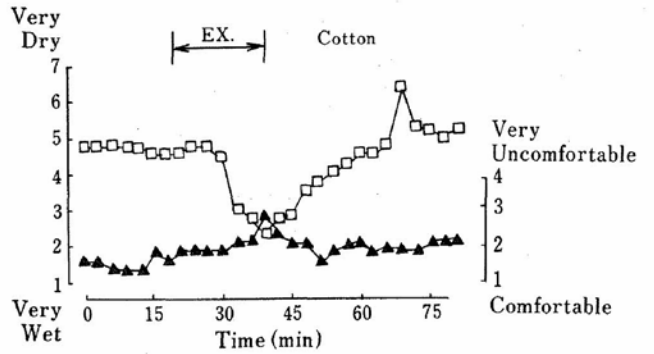 Very
Dry
EX.
Cotton
7
6
5
4
3
2
1
Very
Wet
0
15
30
45
60
75
Time (min)
Very
Uncomfortable
4
3
2
1
Comfortable